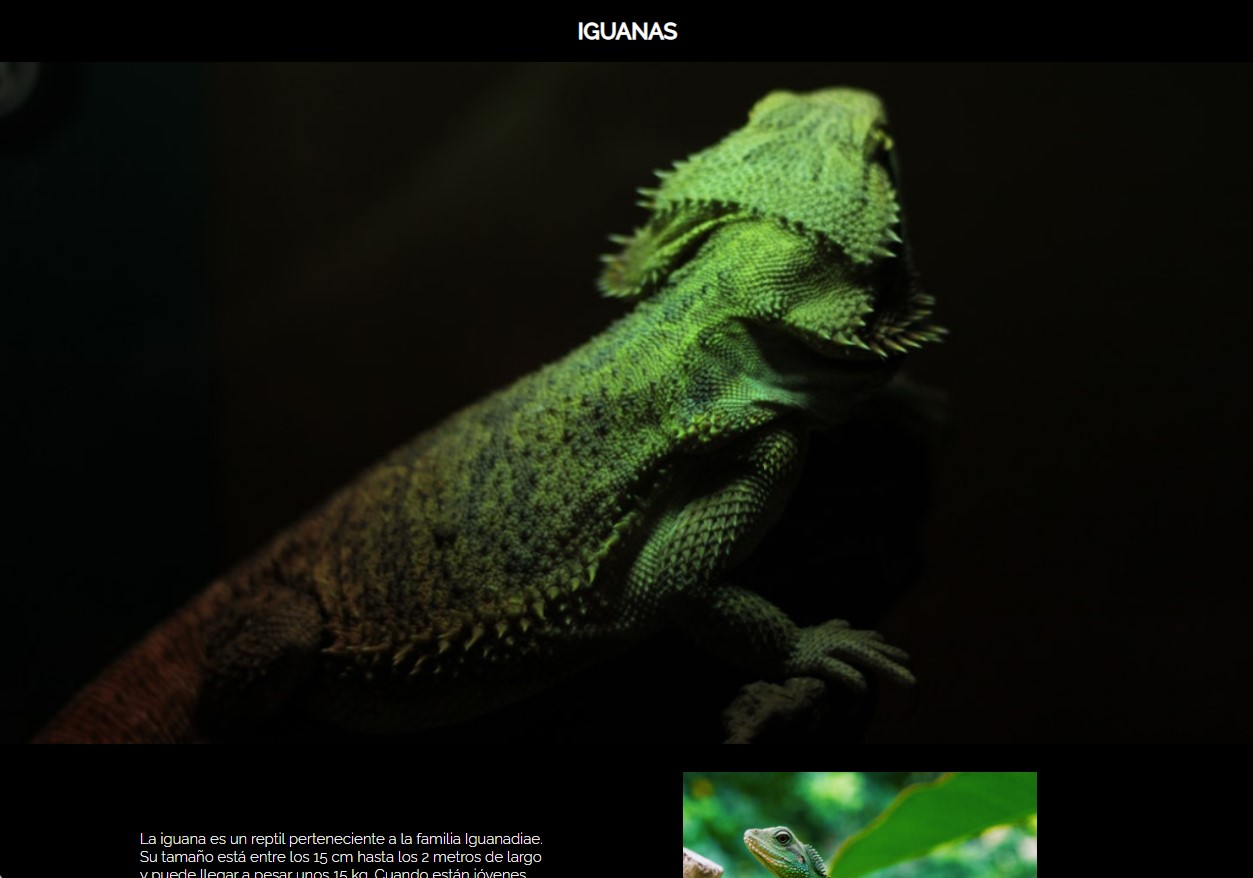 IGUANAS
La iguana es un reptil perteneciente a la familia Iguanadiae.
Su tamaño está entre los 15 cm hasta los 2 metros de largo
y puede llegar a pesar unos 15 kg. Cuando están jóvenes